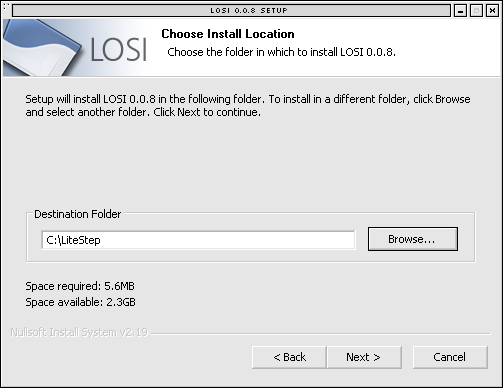 LOSI 0.0.8 SETUP
LOSI
Choose Install Location
Choose the folder in which to install LOSI 0.0.8.
Setup will install LOSI 0.0.8 in the following folder. To install in a different folder, click Browse
and select another folder. Click Next to continue.
Destination Folder
C:\LiteStep
Browse...
Space required: 5.6MB
Space available: 2.3GB
Nullsoft Install System v2.19
< Back
Next >
Cancel